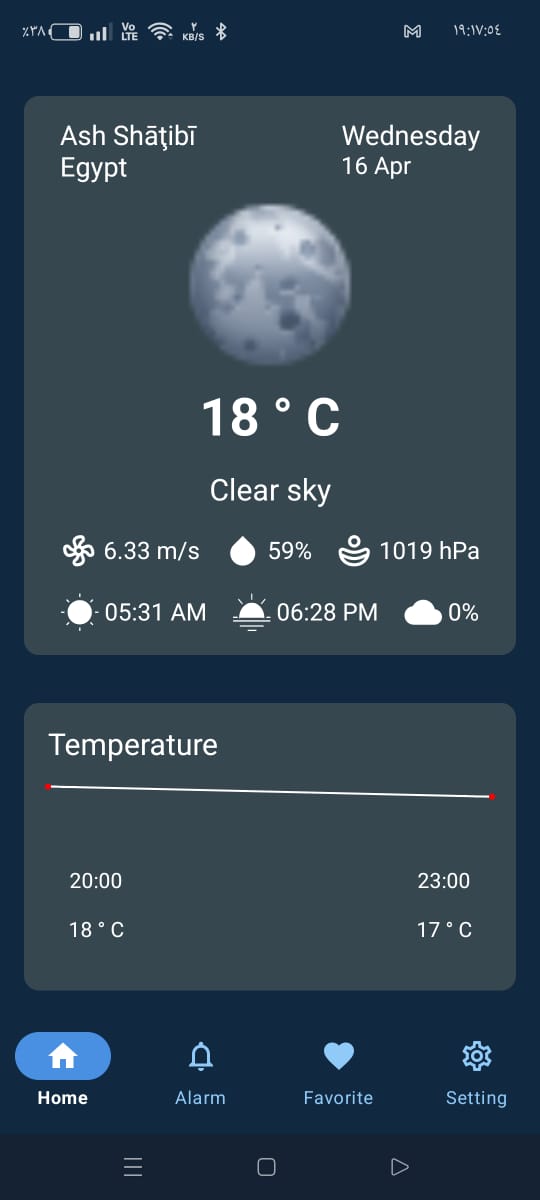 ٪٣٨ Vo LTE ٢ KB/S ١٩:١٧:٥٤
Ash Shāţibī Wednesday
Egypt 16 Apr
18 ° C
Clear sky
6.33 m/s 59% 1019 hPa
05:31 AM 06:28 PM 0%
Temperature
20:00 23:00
18 ° C 17 ° C
Home Alarm Favorite Setting